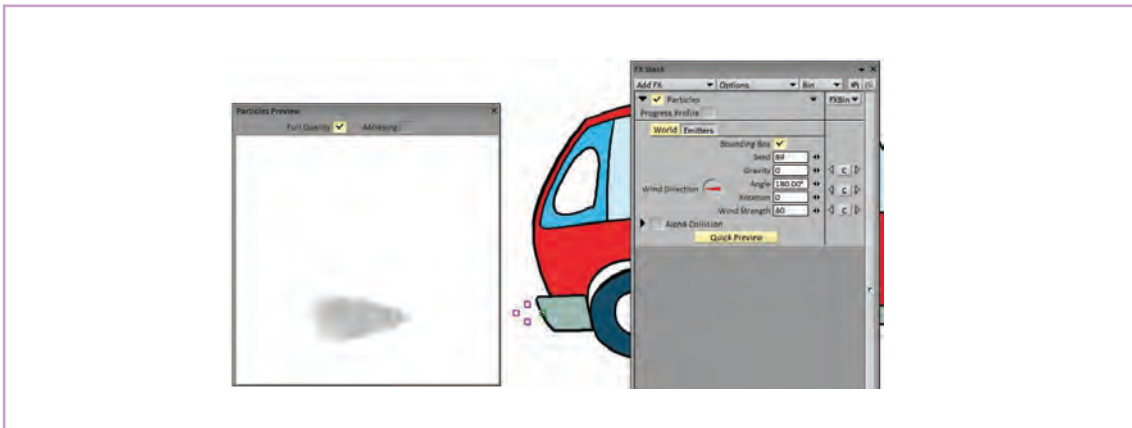 Particles Preview ×
Full Quality Antialiasing
FX Stack
Add FX Options Bin
Particles FXBin
Progress Profile
World Emitters
Bounding Box
Seed 89
Gravity 0
Wind Direction Angle 180.00° C
Rotation 0 C
Wind Strength 80 C
Alpha Collision
Quick Preview